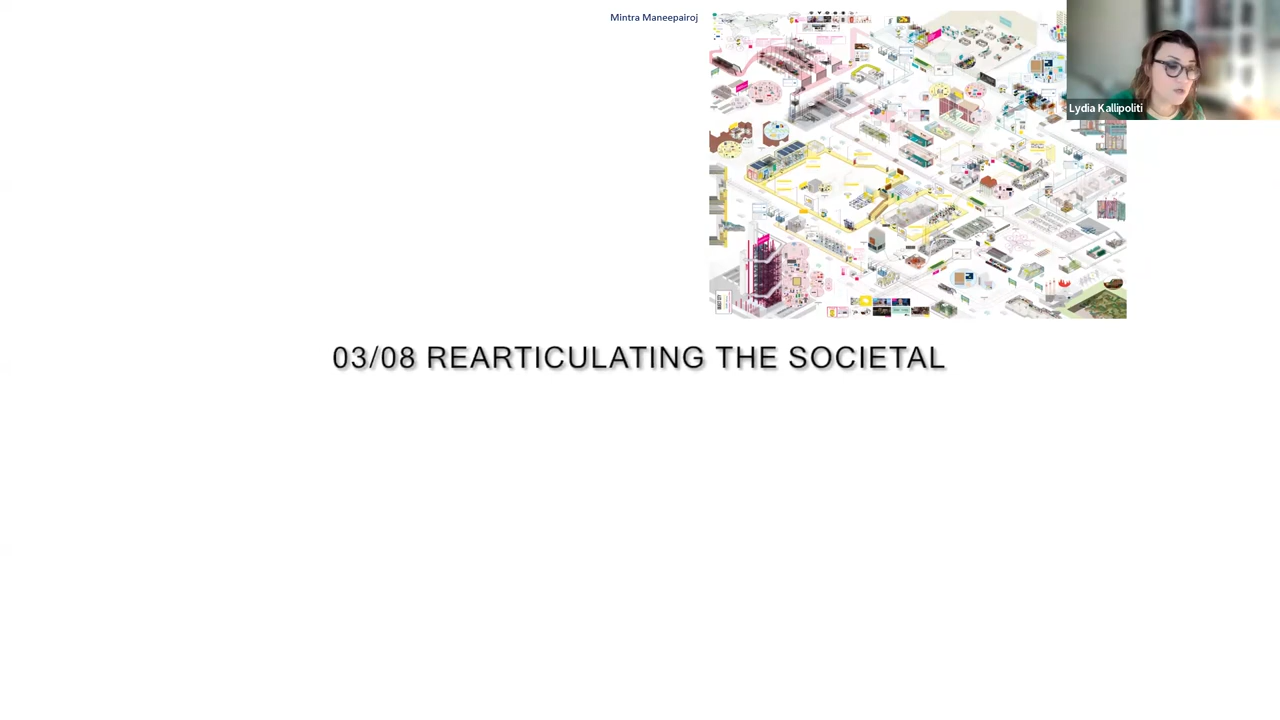 Mintra Maneepairoj
Lydia Kallipoliti
03/08 REARTICULATING THE SOCIETAL